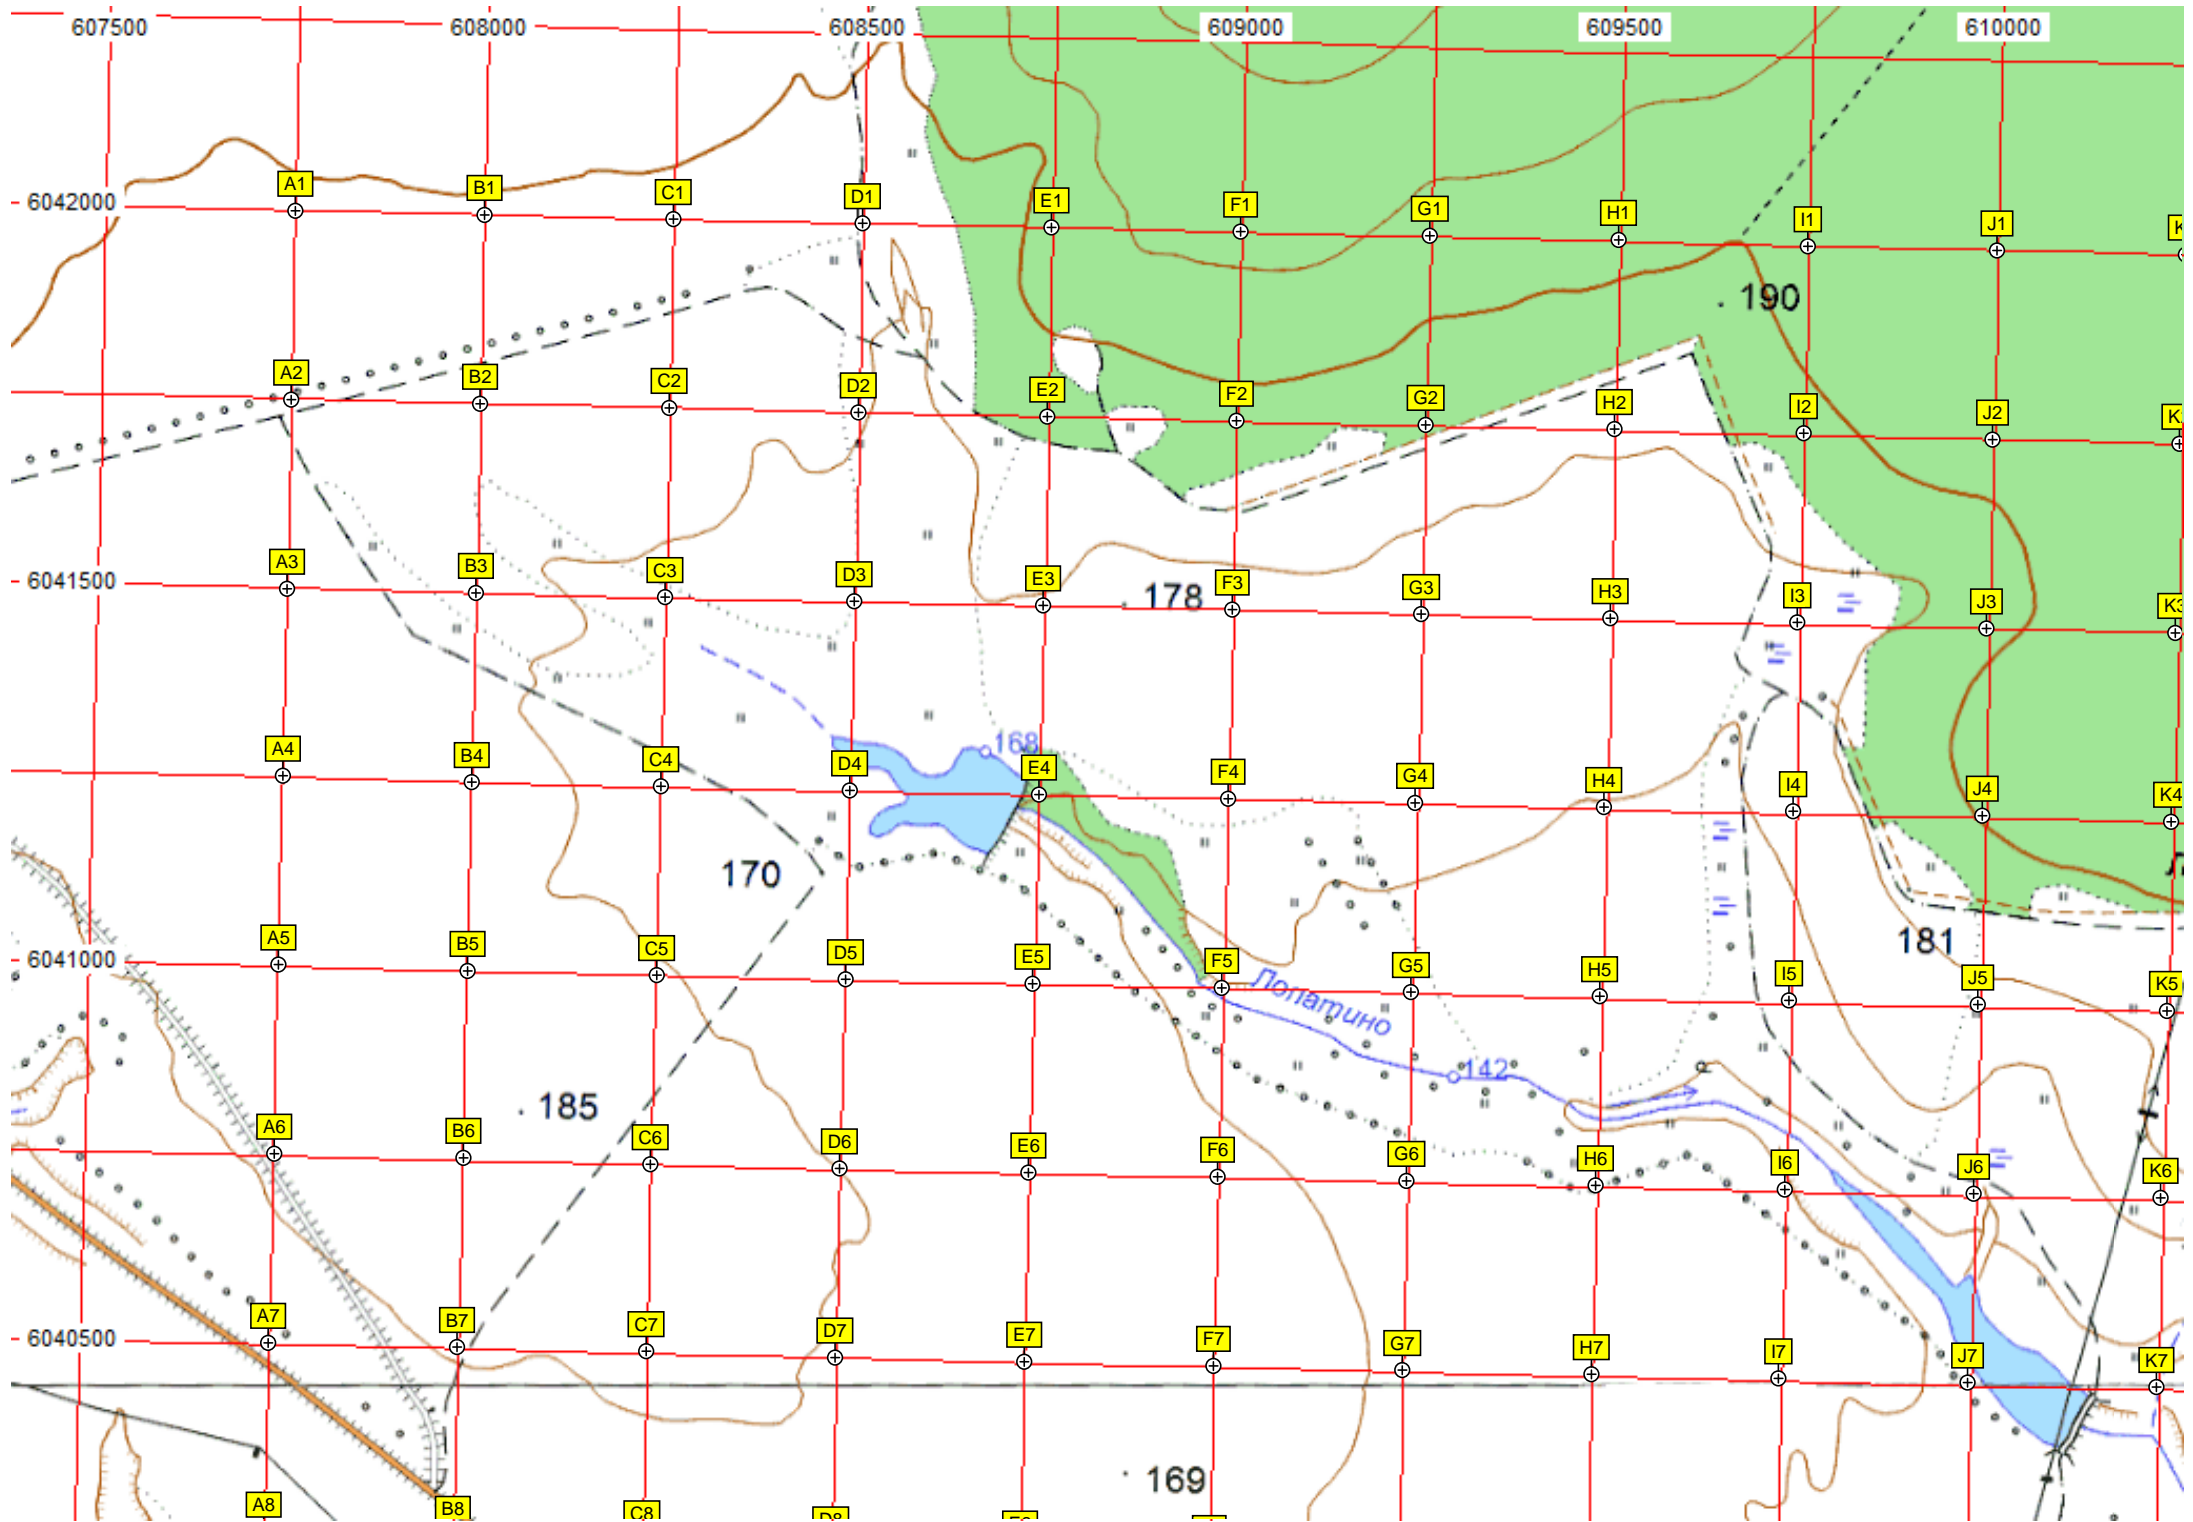 607500 608000 608500 609000 609500 610000
6042000 A1 B1 C1 D1 E1 F1 G1 H1 I1 J1 K
190
A2 B2 C2 D2 E2 F2 G2 H2 I2 J2 K
6041500 A3 B3 C3 D3 E3 178 F3 G3 H3 I3 J3 K3
168
A4 B4 C4 D4 E4 F4 G4 H4 I4 J4 K4
170
181
6041000 A5 B5 C5 D5 E5 F5 Лопатино G5 H5 I5 J5 K5
142
185
A6 B6 C6 D6 E6 F6 G6 H6 I6 J6 K6
6040500 A7 B7 C7 D7 E7 F7 G7 H7 I7 J7 K7
169
A8 B8 C8 D8